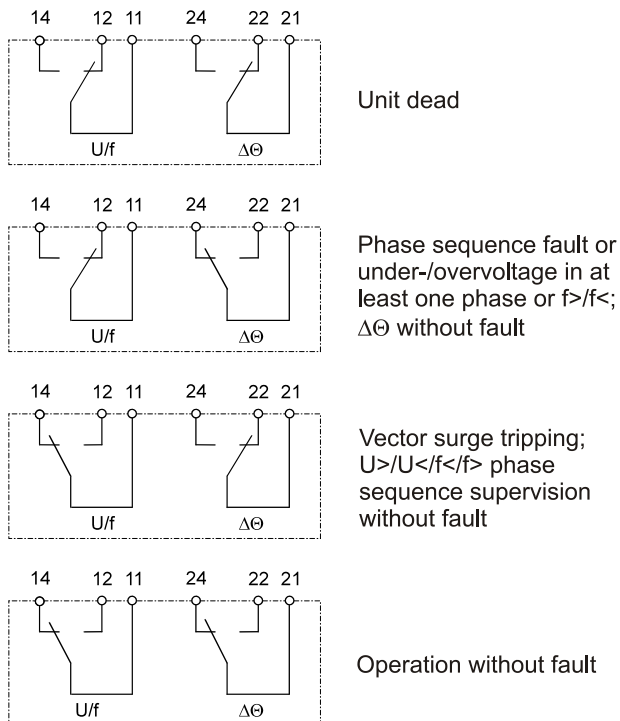 14 12 11 24 22 21
U/f ΔΘ
Unit dead
14 12 11 24 22 21
U/f ΔΘ
Phase sequence fault or
under-/overvoltage in at
least one phase or f>/f<;
ΔΘ without fault
14 12 11 24 22 21
U/f ΔΘ
Vector surge tripping;
U>/U</f</f> phase
sequence supervision
without fault
14 12 11 24 22 21
U/f ΔΘ
Operation without fault